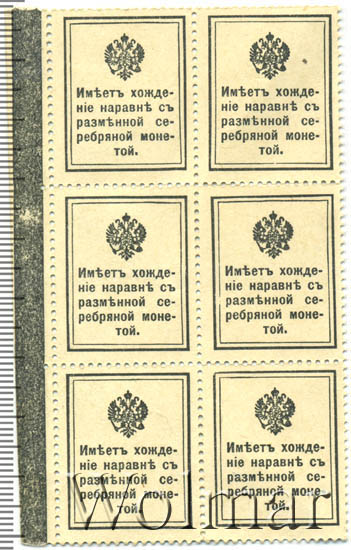 Имѣетъ хожде-
ніе наравнѣ съ
размѣнной се-
ребряной моне-
той.
Имѣетъ хожде-
ніе наравнѣ съ
размѣнной се-
ребряной моне-
той.
Имѣетъ хожде-
ніе наравнѣ съ
размѣнной се-
ребряной моне-
той.
Имѣетъ хожде-
ніе наравнѣ съ
размѣнной се-
ребряной моне-
той.
Имѣетъ хожде-
ніе наравнѣ съ
размѣнной се-
ребряной моне-
той.
Имѣетъ хожде-
ніе наравнѣ съ
размѣнной се-
ребряной моне-
той.
Wolmar